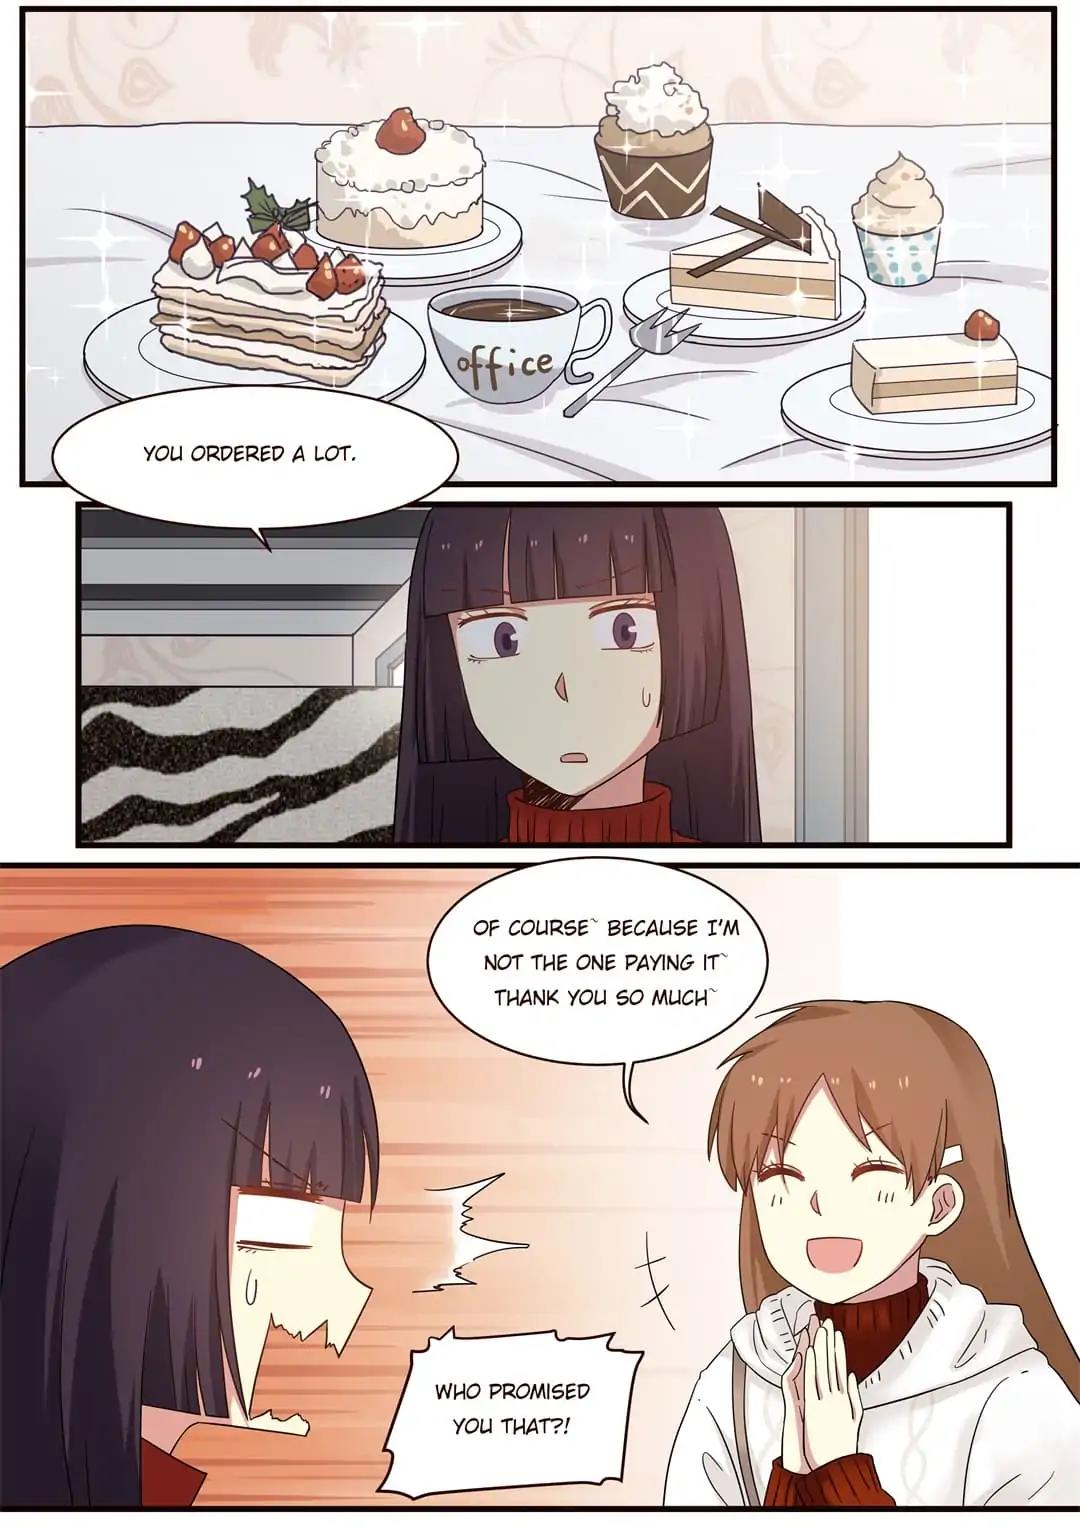 office
YOU ORDERED A LOT.
OF COURSE~ BECAUSE I'M
NOT THE ONE PAYING IT~
THANK YOU SO MUCH~
WHO PROMISED
YOU THAT?!